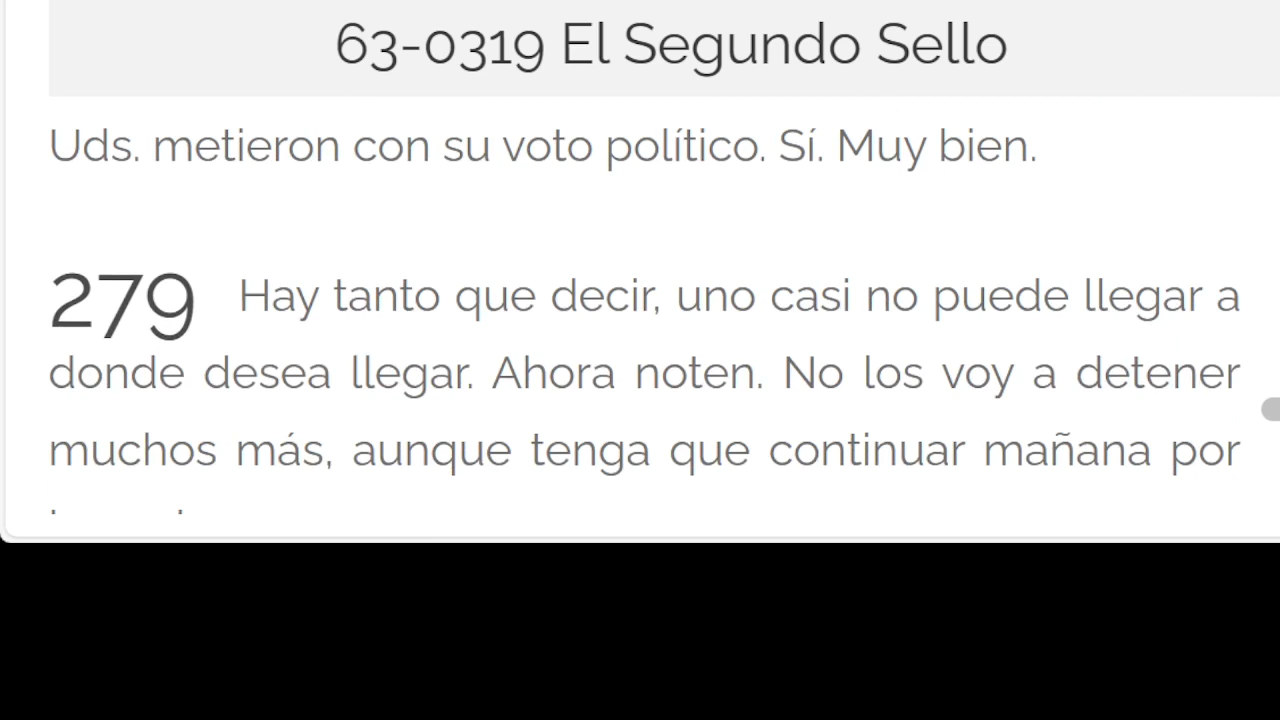 63-0319 El Segundo Sello
Uds. metieron con su voto político. Sí. Muy bien.
279 Hay tanto que decir, uno casi no puede llegar a
donde desea llegar. Ahora noten. No los voy a detener
muchos más, aunque tenga que continuar mañana por